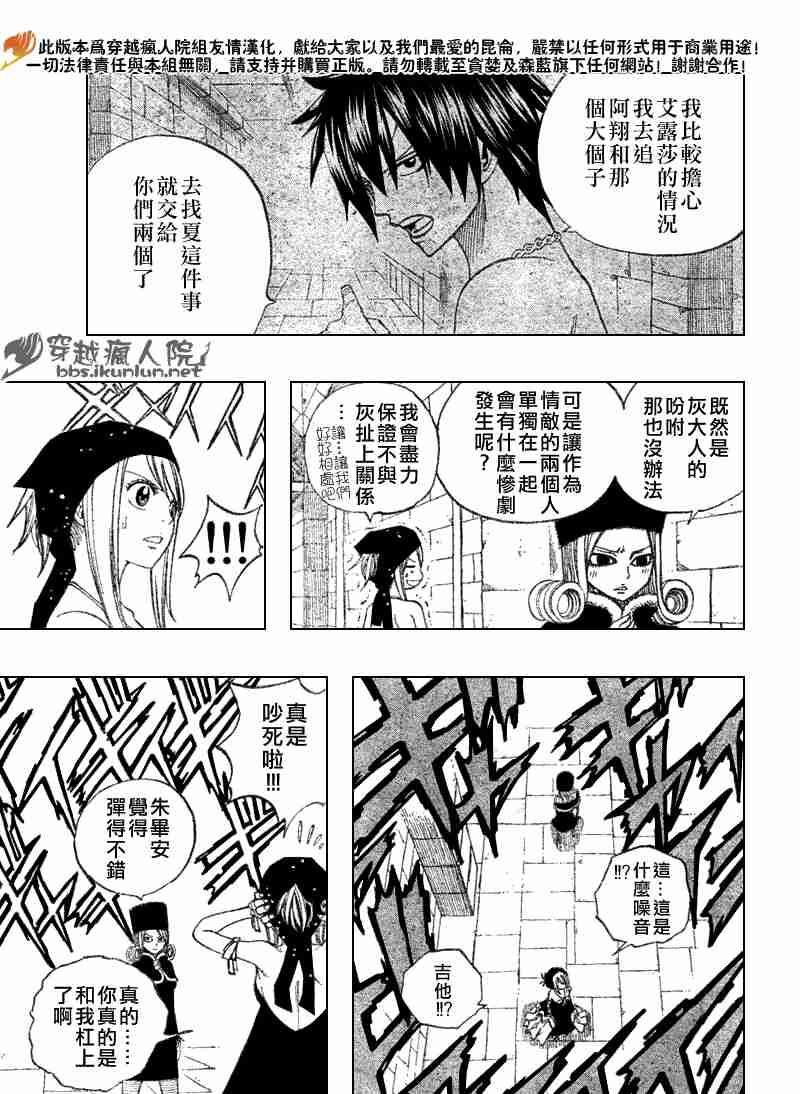 此版本爲穿越瘋人院組友情漢化，獻給大家以及我們最愛的昆侖，嚴禁以任何形式用于商業用途！
一切法律責任與本組無關，請支持并購買正版。請勿轉載至貪婪及森藍旗下任何網站！謝謝合作！
我比較擔心
艾露莎的情況
我去追
阿翔和那
個大個子
去找夏這件事
就交給
你們兩個了
穿越瘋人院
bbs.ikunlun.net
既然是
灰大人的
吩咐
那也沒辦法
可是讓作為
情敵的兩個人
單獨在一起
會有什麼慘劇
發生呢？
我會盡力
保證不與
灰扯上關係
…
讓…讓我們
好好相處吧
!!!
這…這是
什麼噪音
!!?
吉他!!?
真是
吵死啦!!!
朱畢安
覺得
彈得不錯
真的…
你真的是
和我杠上
了啊